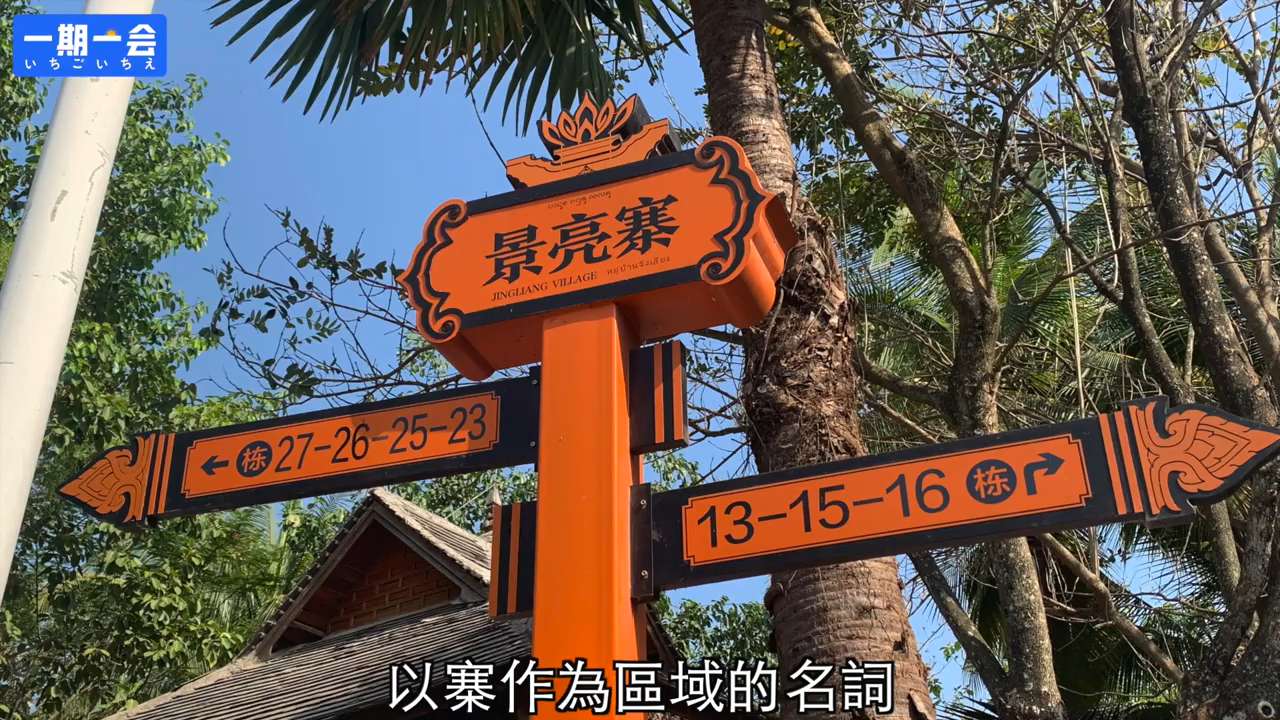 一期一会
いちごいちえ
景亮寨
JINGLIANG VILLAGE
← 栋 27-26-25-23
13-15-16 栋
以寨作為區域的名詞